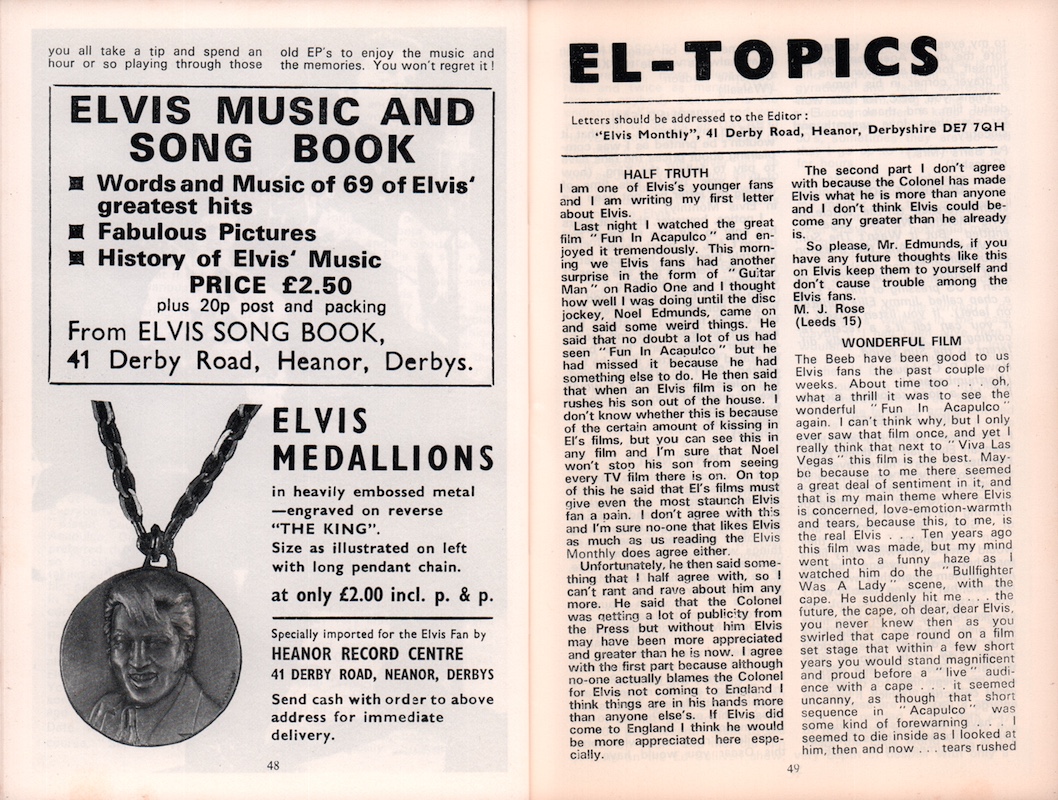 you all take a tip and spend an
hour or so playing through those
old EP's to enjoy the music and
the memories. You won't regret it!
ELVIS MUSIC AND
SONG BOOK
Words and Music of 69 of Elvis'
greatest hits
Fabulous Pictures
History of Elvis' Music
PRICE £2.50
plus 20p post and packing
From ELVIS SONG BOOK,
41 Derby Road, Heanor, Derbys.
ELVIS
MEDALLIONS
in heavily embossed metal
—engraved on reverse
"THE KING".
Size as illustrated on left
with long pendant chain.
at only £2.00 incl. p. & p.
Specially imported for the Elvis Fan by
HEANOR RECORD CENTRE
41 DERBY ROAD, NEANOR, DERBYS
Send cash with order to above
address for immediate
delivery.
48
EL-TOPICS
Letters should be addressed to the Editor:
"Elvis Monthly", 41 Derby Road, Heanor, Derbyshire DE7 7QH
HALF TRUTH
I am one of Elvis's younger fans
and I am writing my first letter
about Elvis.
Last night I watched the great
film "Fun In Acapulco" and en-
joyed it tremendously. This morn-
ing we Elvis fans had another
surprise in the form of "Guitar
Man" on Radio One and I thought
how well I was doing until the disc
jockey, Noel Edmunds, came on
and said some weird things. He
said that no doubt a lot of us had
seen "Fun In Acapulco" but he
had missed it because he had
something else to do. He then said
that when an Elvis film is on he
rushes his son out of the house. I
don't know whether this is because
of the certain amount of kissing in
El's films, but you can see this in
any film and I'm sure that Noel
won't stop his son from seeing
every TV film there is on. On top
of this he said that El's films must
give even the most staunch Elvis
fan a pain. I don't agree with this
and I'm sure no-one that likes Elvis
as much as us reading the Elvis
Monthly does agree either.
Unfortunately, he then said some-
thing that I half agree with, so I
can't rant and rave about him any
more. He said that the Colonel
was getting a lot of publicity from
the Press but without him Elvis
may have been more appreciated
and greater than he is now. I agree
with the first part because although
no-one actually blames the Colonel
for Elvis not coming to England I
think things are in his hands more
than anyone else's. If Elvis did
come to England I think he would
be more appreciated here espe-
cially.
The second part I don't agree
with because the Colonel has made
Elvis what he is more than anyone
and I don't think Elvis could be-
come any greater than he already
is.
So please, Mr. Edmunds, if you
have any future thoughts like this
on Elvis keep them to yourself and
don't cause trouble among the
Elvis fans.
M. J. Rose
(Leeds 15)
WONDERFUL FILM
The Beeb have been good to us
Elvis fans the past couple of
weeks. About time too . . . oh,
what a thrill it was to see the
wonderful "Fun In Acapulco"
again. I can't think why, but I only
ever saw that film once, and yet I
really think that next to "Viva Las
Vegas" this film is the best. May-
be because to me there seemed
a great deal of sentiment in it, and
that is my main theme where Elvis
is concerned, love-emotion-warmth
and tears, because this, to me, is
the real Elvis . . . Ten years ago
this film was made, but my mind
went into a funny haze as I
watched him do the "Bullfighter
Was A Lady" scene, with the
cape. He suddenly hit me . . . the
future, the cape, oh dear, dear Elvis,
you never knew then as you
swirled that cape round on a film
set stage that within a few short
years you would stand magnificent
and proud before a "live" audi-
ence with a cape . . . it seemed
uncanny, as though that short
sequence in "Acapulco" was
some kind of forewarning . . . I
seemed to die inside as I looked at
him, then and now . . . tears rushed
49